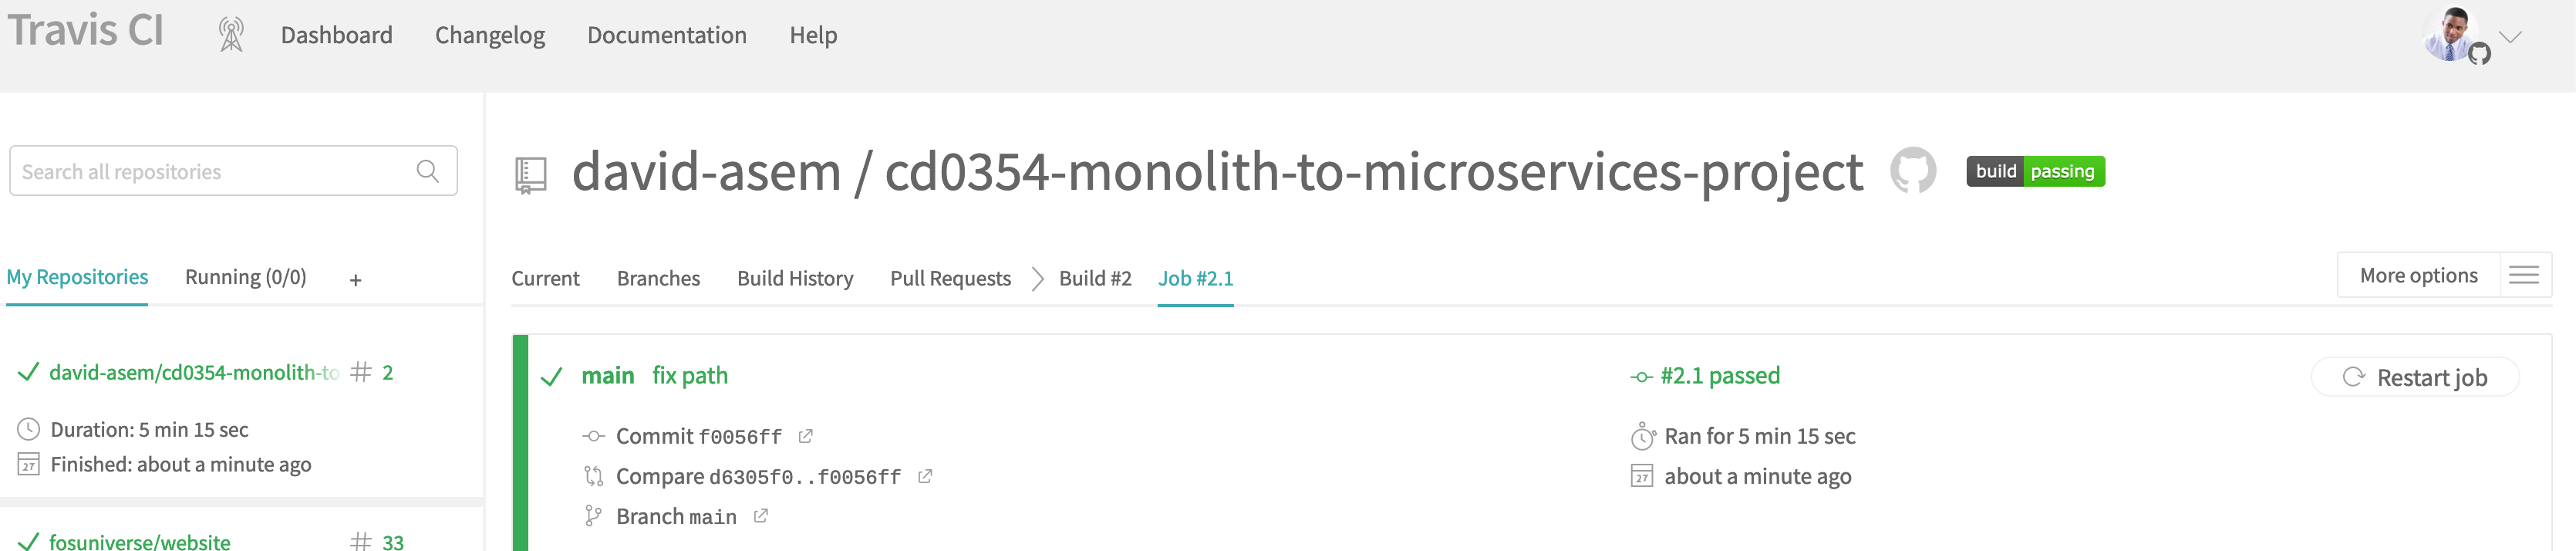 Travis CI Dashboard Changelog Documentation Help
Search all repositories
My Repositories Running (0/0) +
david-asem/cd0354-monolith-to # 2
Duration: 5 min 15 sec
27 Finished: about a minute ago
fosuniverse/website # 33
david-asem / cd0354-monolith-to-microservices-project build passing
Current Branches Build History Pull Requests Build #2 Job #2.1 More options
main fix path
Commit f0056ff
Compare d6305f0..f0056ff
Branch main
#2.1 passed
Ran for 5 min 15 sec
27 about a minute ago
Restart job